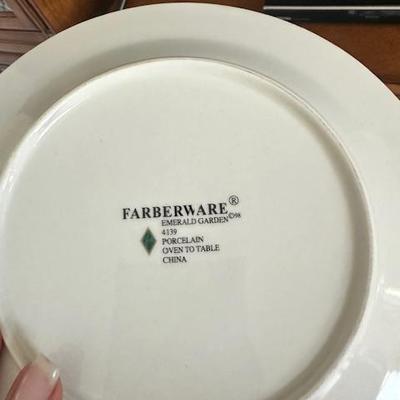 FARBERWARE®
EMERALD GARDEN©98
4139
PORCELAIN
OVEN TO TABLE
CHINA